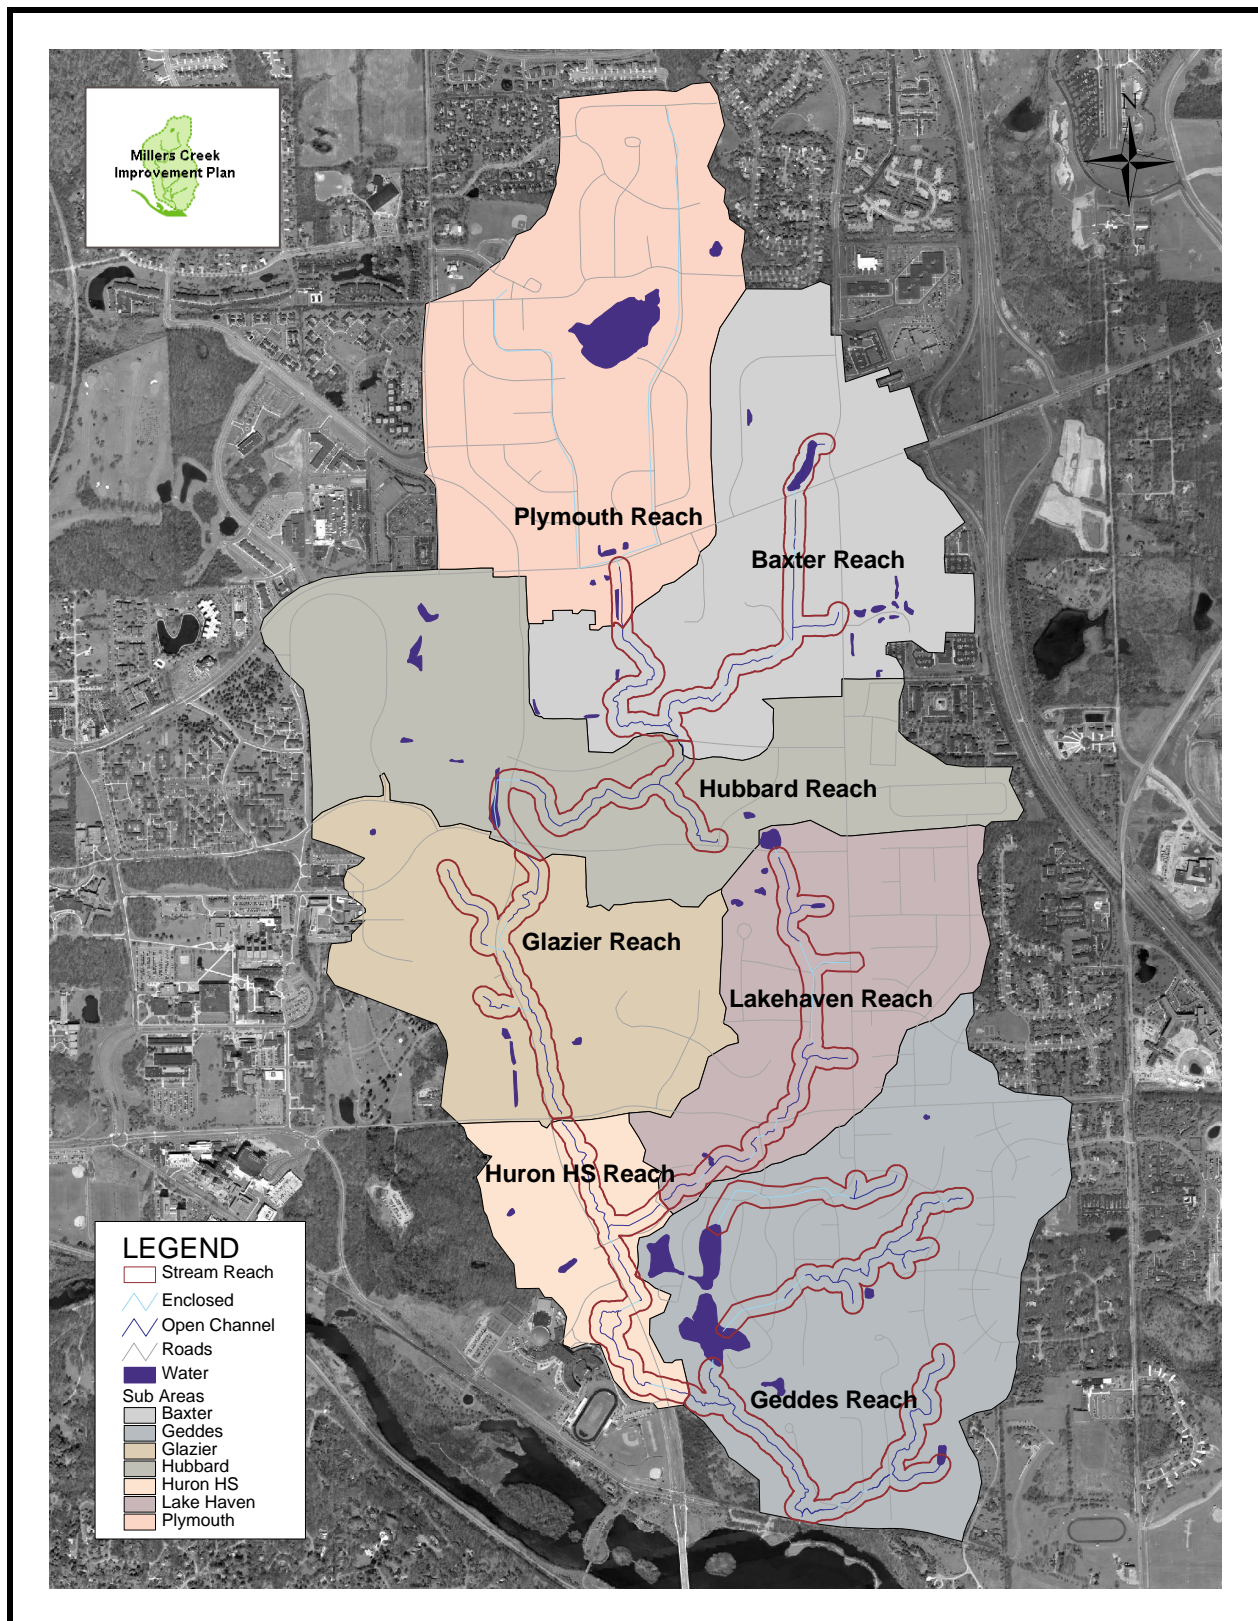 Millers Creek
Improvement Plan
N
Plymouth Reach
Baxter Reach
Hubbard Reach
Glazier Reach
Lakehaven Reach
Huron HS Reach
Geddes Reach
LEGEND
Stream Reach
Enclosed
Open Channel
Roads
Water
Sub Areas
Baxter
Geddes
Glazier
Hubbard
Huron HS
Lake Haven
Plymouth